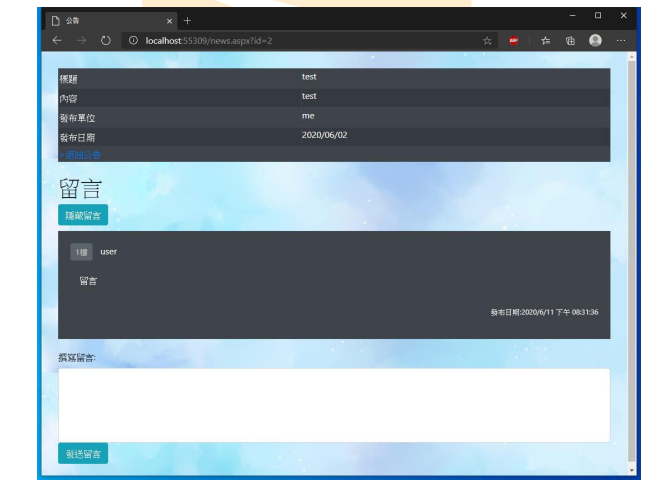 公告
localhost:55309/news.aspx?id=2
標題 test
內容 test
發布單位 me
發布日期 2020/06/02
返回公告
留言
隱藏留言
1樓 user
留言
發布日期:2020/6/11 下午 08:31:36
撰寫留言:
發送留言